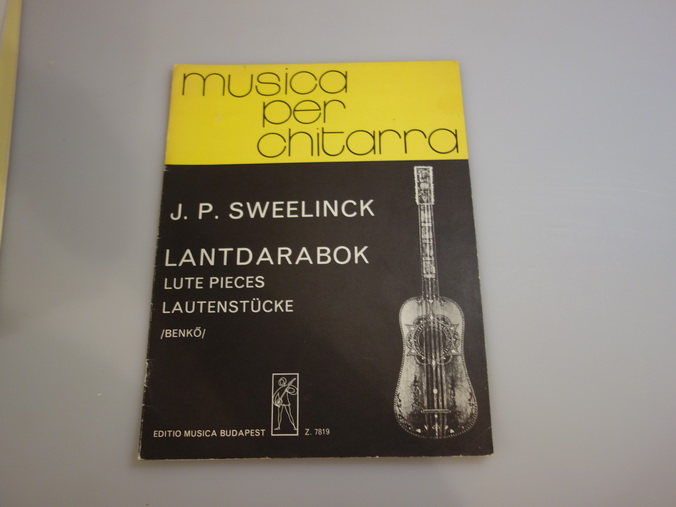 musica
per
chitarra
J. P. SWEELINCK
LANTDARABOK
LUTE PIECES
LAUTENSTÜCKE
/BENKŐ/
EDITIO MUSICA BUDAPEST Z. 7819